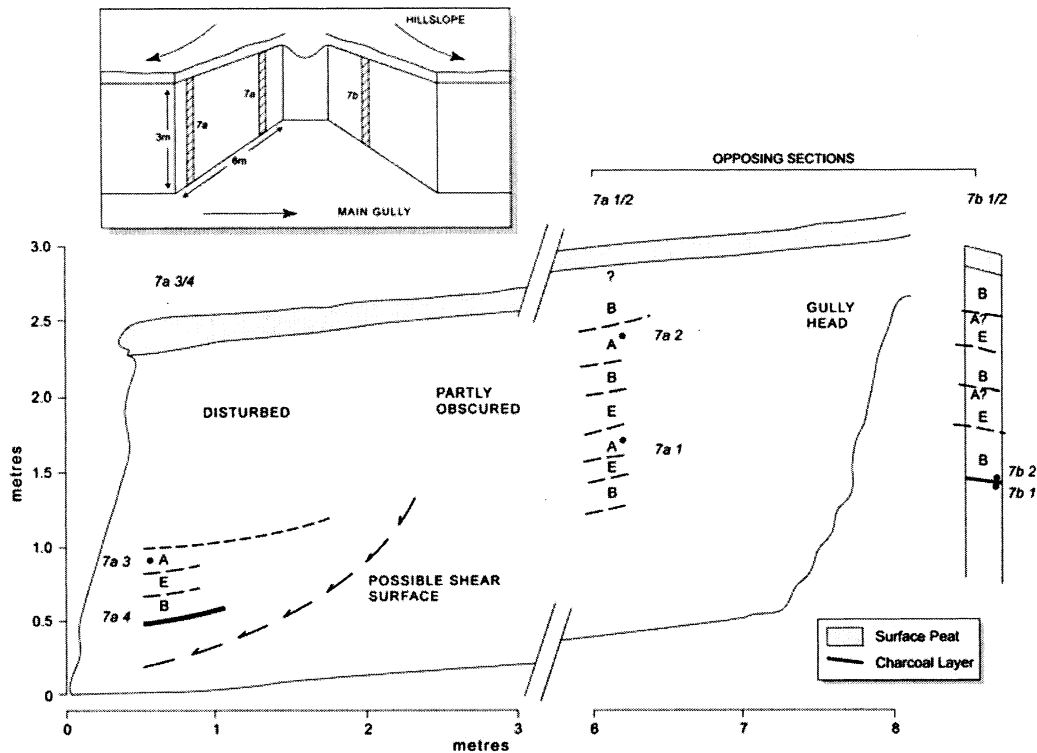 HILLSLOPE
7a
7b
7a
3m
6m
MAIN GULLY
OPPOSING SECTIONS
7a 1/2
7b 1/2
3.0
2.5
2.0
1.5
1.0
0.5
0
metres
7a 3/4
DISTURBED
PARTLY
OBSCURED
7a 3
A
E
B
7a 4
POSSIBLE SHEAR
SURFACE
?
B
A
7a 2
B
E
A
7a 1
E
B
GULLY
HEAD
B
A?
E
B
A?
E
B
7b 2
7b 1
Surface Peat
Charcoal Layer
0
1
2
3
6
7
8
metres